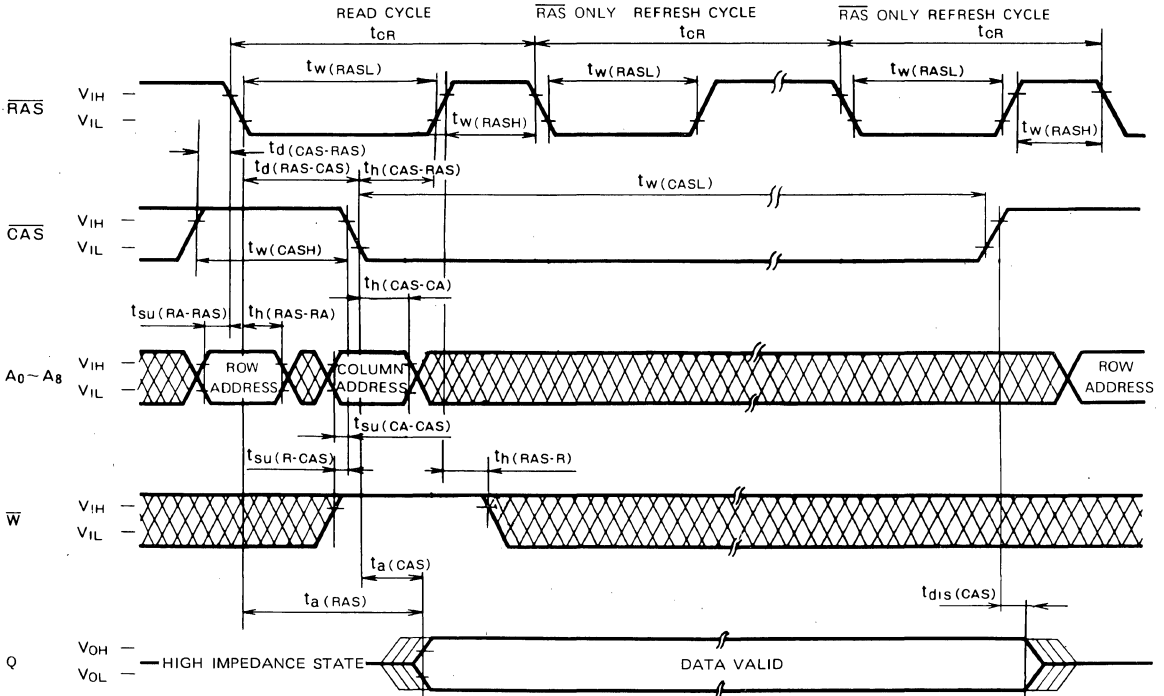 READ CYCLE
RAS ONLY REFRESH CYCLE
RAS ONLY REFRESH CYCLE
tCR
tCR
tCR
tW(RASL)
tW(RASL)
tW(RASL)
RAS
VIH
VIL
tW(RASH)
tW(RASH)
td(CAS-RAS)
td(RAS-CAS)
th(CAS-RAS)
tW(CASL)
CAS
VIH
VIL
tW(CASH)
th(CAS-CA)
tsu(RA-RAS)
th(RAS-RA)
A0~A8
VIH
VIL
ROW
ADDRESS
COLUMN
ADDRESS
ROW
ADDRESS
tsu(CA-CAS)
tsu(R-CAS)
th(RAS-R)
W
VIH
VIL
ta(CAS)
ta(RAS)
tDIS(CAS)
Q
VOH
VOL
HIGH IMPEDANCE STATE
DATA VALID